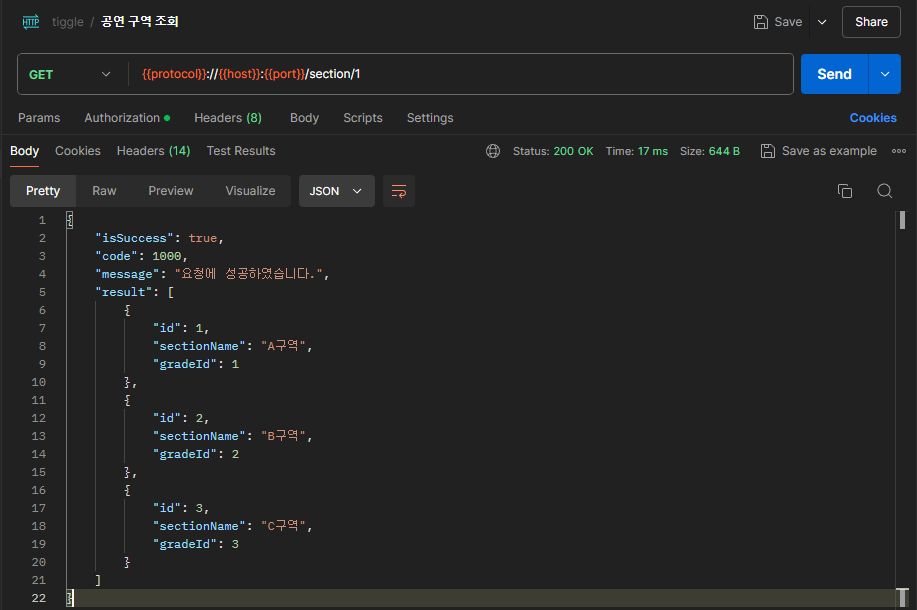 HTTP tiggle / 공연 구역 조회 Save Share
GET {{protocol}}://{{host}}:{{port}}/section/1 Send
Params Authorization Headers (8) Body Scripts Settings Cookies
Body Cookies Headers (14) Test Results Status: 200 OK Time: 17 ms Size: 644 B Save as example
Pretty Raw Preview Visualize JSON
1 {
2 "isSuccess": true,
3 "code": 1000,
4 "message": "요청에 성공하였습니다.",
5 "result": [
6 {
7 "id": 1,
8 "sectionName": "A구역",
9 "gradeId": 1
10 },
11 {
12 "id": 2,
13 "sectionName": "B구역",
14 "gradeId": 2
15 },
16 {
17 "id": 3,
18 "sectionName": "C구역",
19 "gradeId": 3
20 }
21 ]
22 }